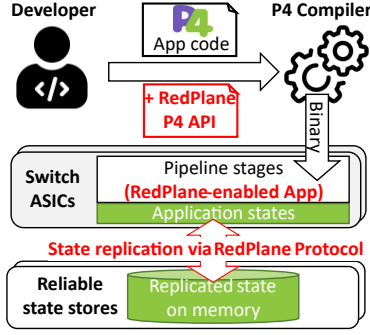 Developer
P4 Compiler
P4
App code
</>
+ RedPlane
P4 API
Binary
Switch
ASICs
Pipeline stages
(RedPlane-enabled App)
Application states
State replication via RedPlane Protocol
Reliable
state stores
Replicated state
on memory